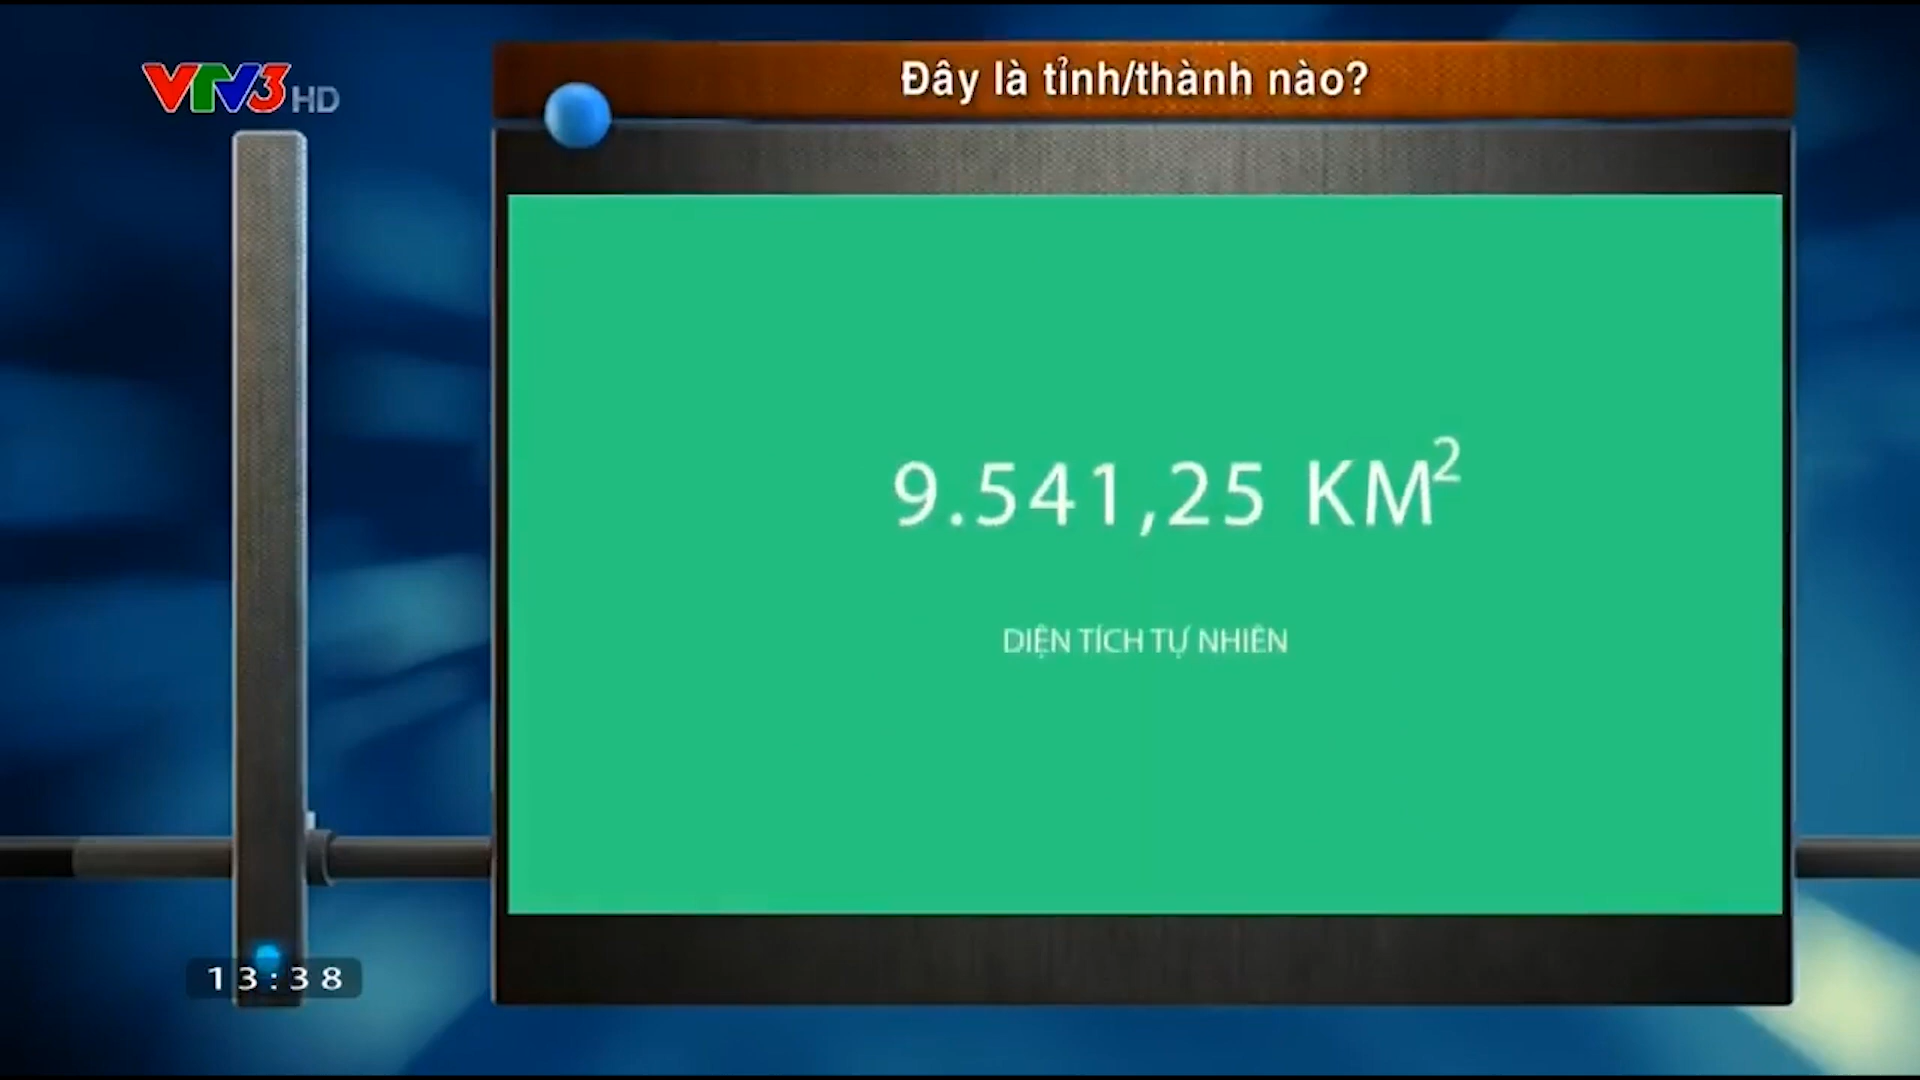 VTV3 HD
Đây là tỉnh/thành nào?
9.541,25 KM²
DIỆN TÍCH TỰ NHIÊN
13:38